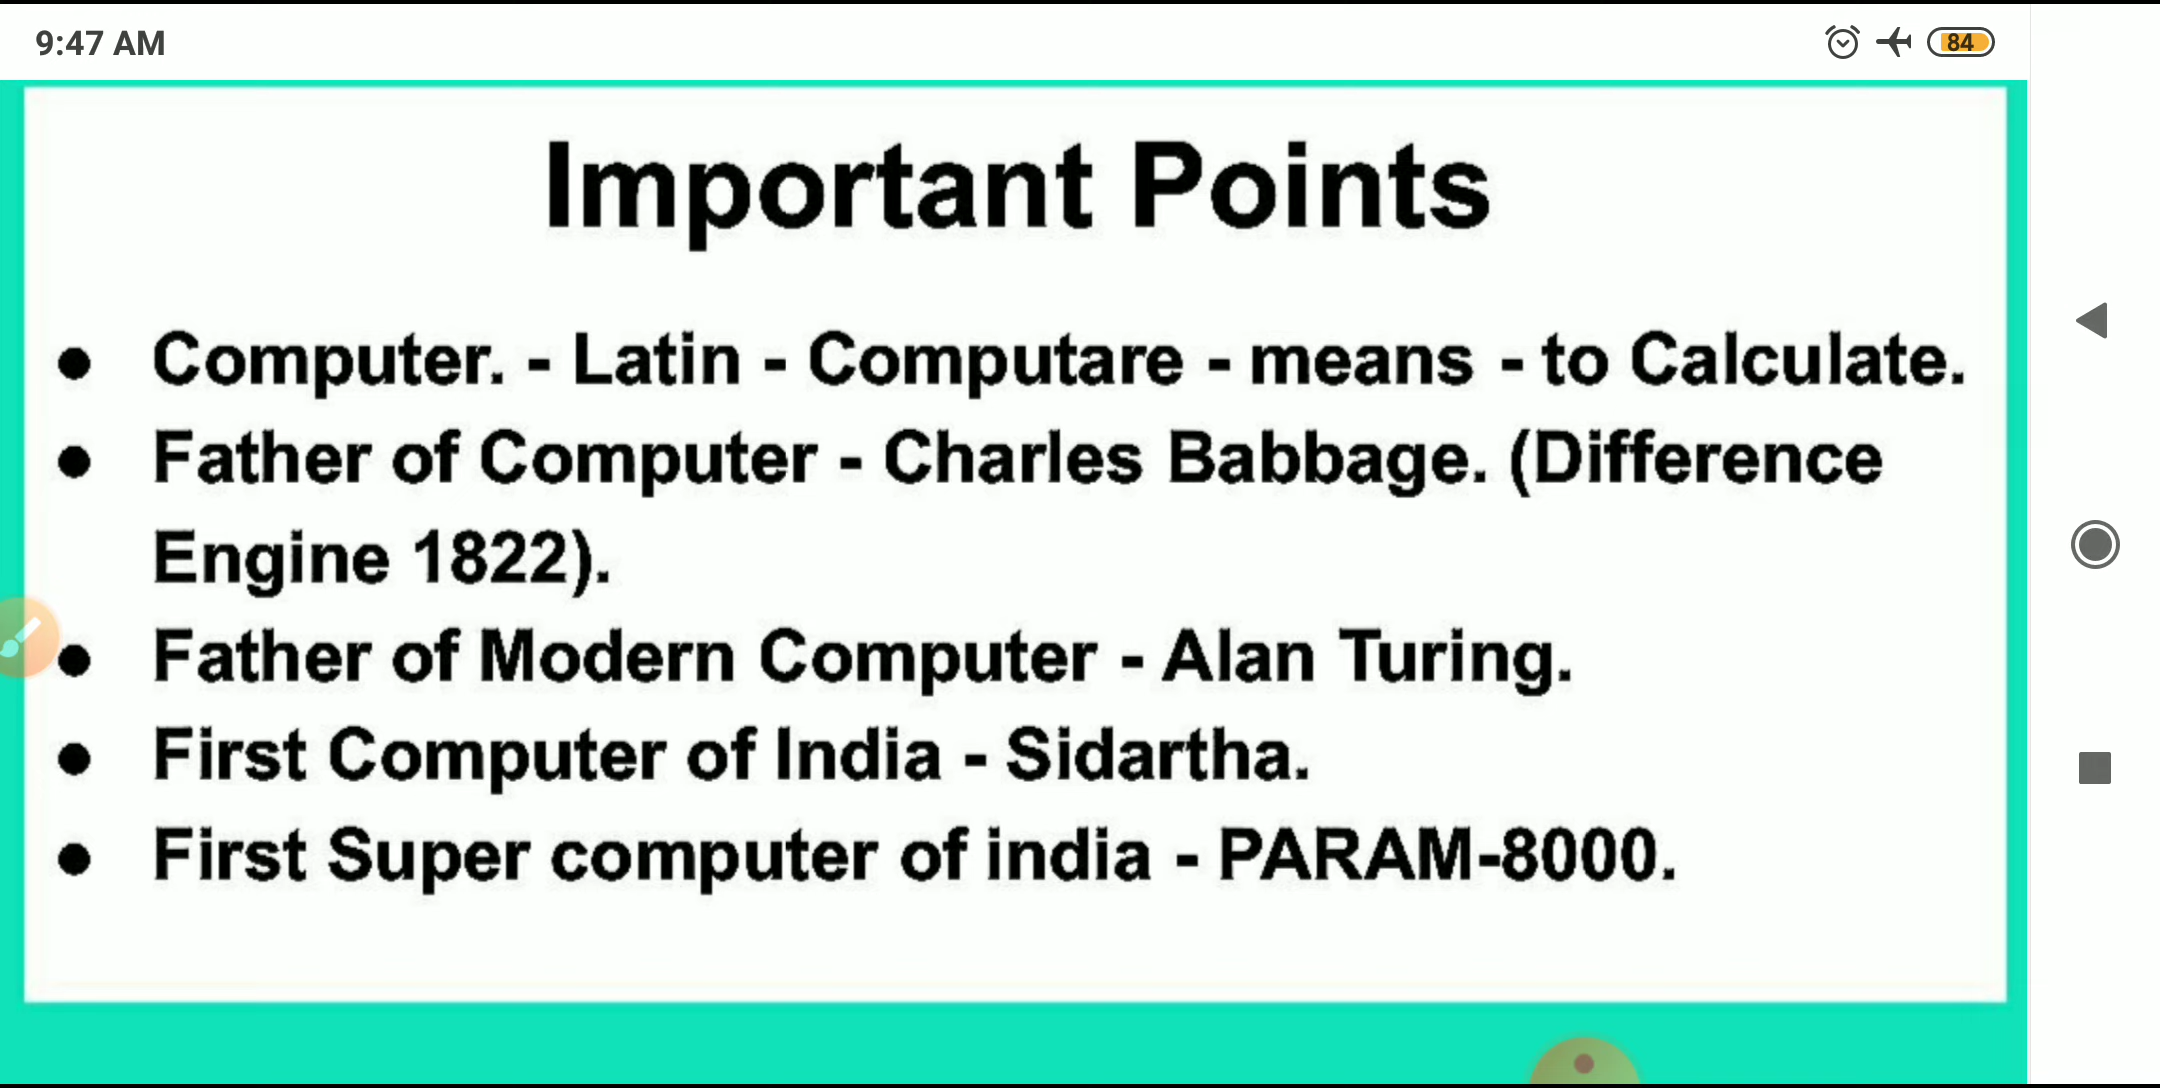 9:47 AM
84
Important Points
● Computer. - Latin - Computare - means - to Calculate.
● Father of Computer - Charles Babbage. (Difference
Engine 1822).
● Father of Modern Computer - Alan Turing.
● First Computer of India - Sidartha.
● First Super computer of india - PARAM-8000.